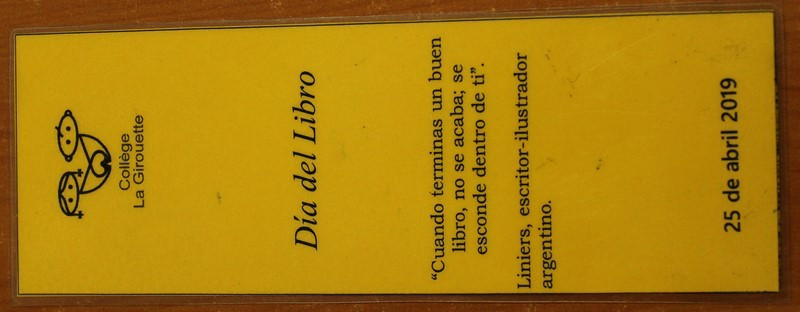 Collège
La Girouette
Día del Libro
“Cuando terminas un buen
libro, no se acaba; se
esconde dentro de ti”.
Liniers, escritor-ilustrador
argentino.
25 de abril 2019